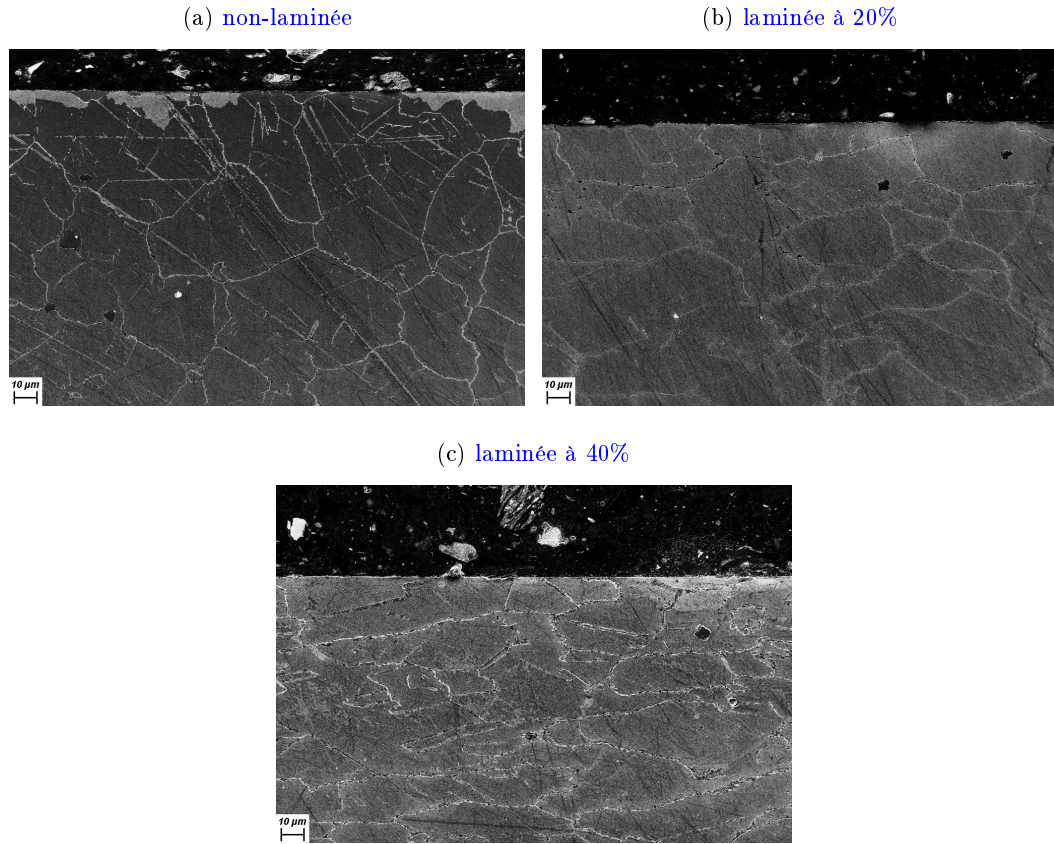 (a) non-laminée
(b) laminée à 20%
10 µm
10 µm
(c) laminée à 40%
10 µm